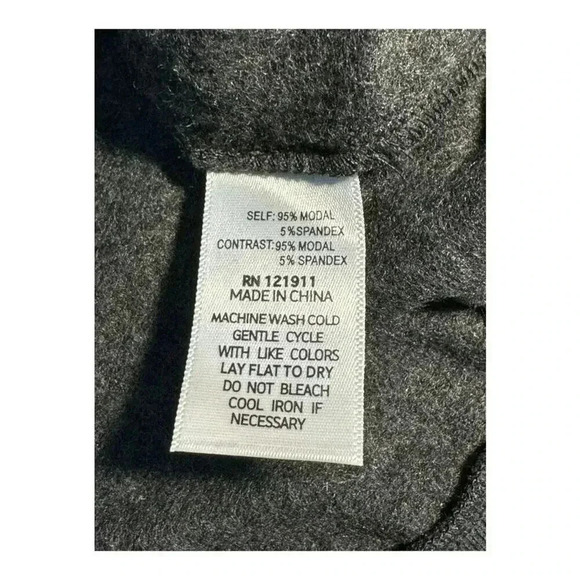 SELF: 95% MODAL
5% SPANDEX
CONTRAST: 95% MODAL
5% SPANDEX
RN 121911
MADE IN CHINA
MACHINE WASH COLD
GENTLE CYCLE
WITH LIKE COLORS
LAY FLAT TO DRY
DO NOT BLEACH
COOL IRON IF
NECESSARY